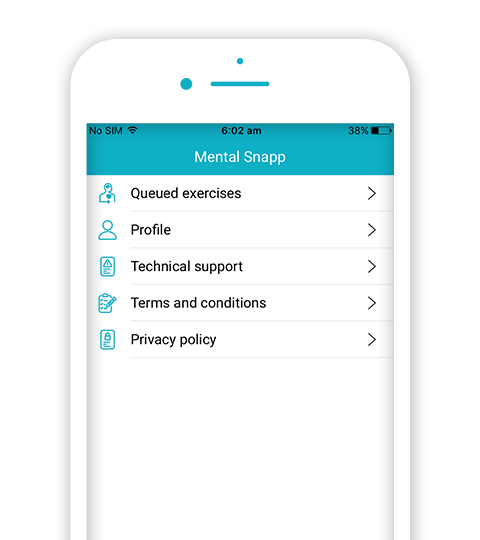 No SIM 6:02 am 38%
Mental Snapp
Queued exercises
Profile
Technical support
Terms and conditions
Privacy policy